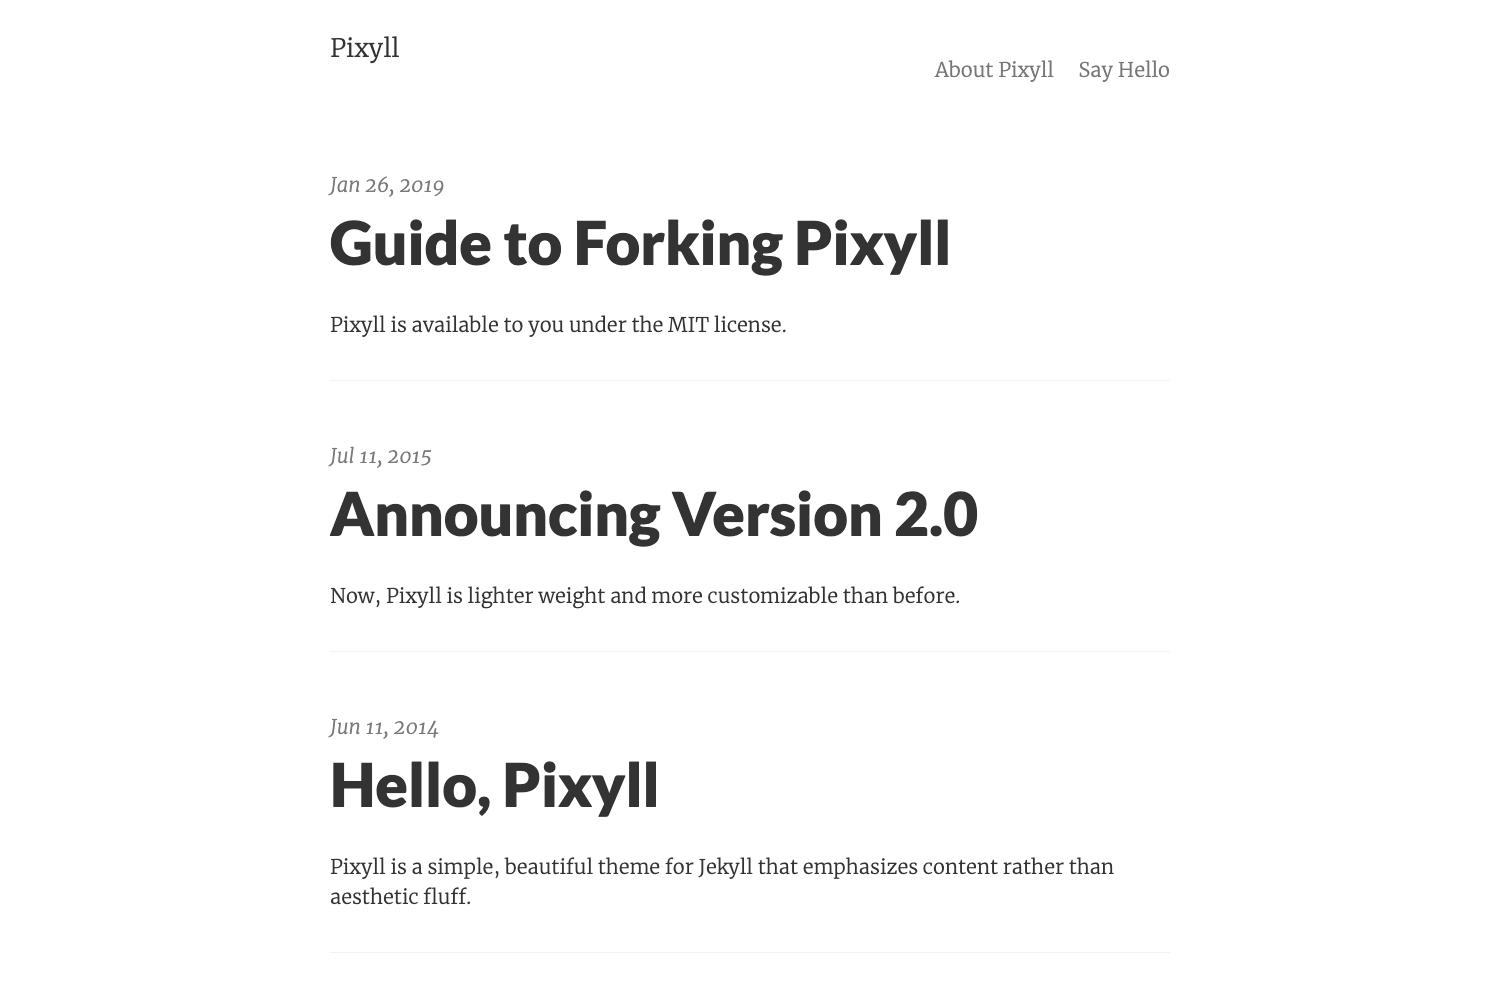 Pixyll
About Pixyll Say Hello
Jan 26, 2019
Guide to Forking Pixyll
Pixyll is available to you under the MIT license.
Jul 11, 2015
Announcing Version 2.0
Now, Pixyll is lighter weight and more customizable than before.
Jun 11, 2014
Hello, Pixyll
Pixyll is a simple, beautiful theme for Jekyll that emphasizes content rather than
aesthetic fluff.